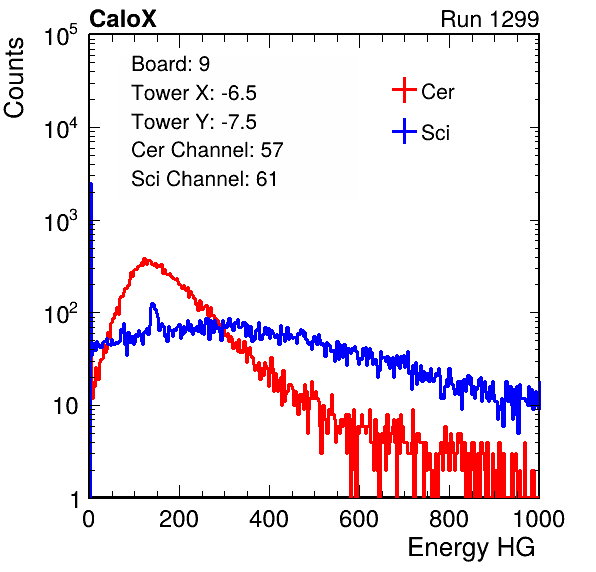 CaloX Run 1299
Counts
Board: 9
Tower X: -6.5
Tower Y: -7.5
Cer Channel: 57
Sci Channel: 61
Cer
Sci
10^5
10^4
10^3
10^2
10
1
0 200 400 600 800 1000
Energy HG